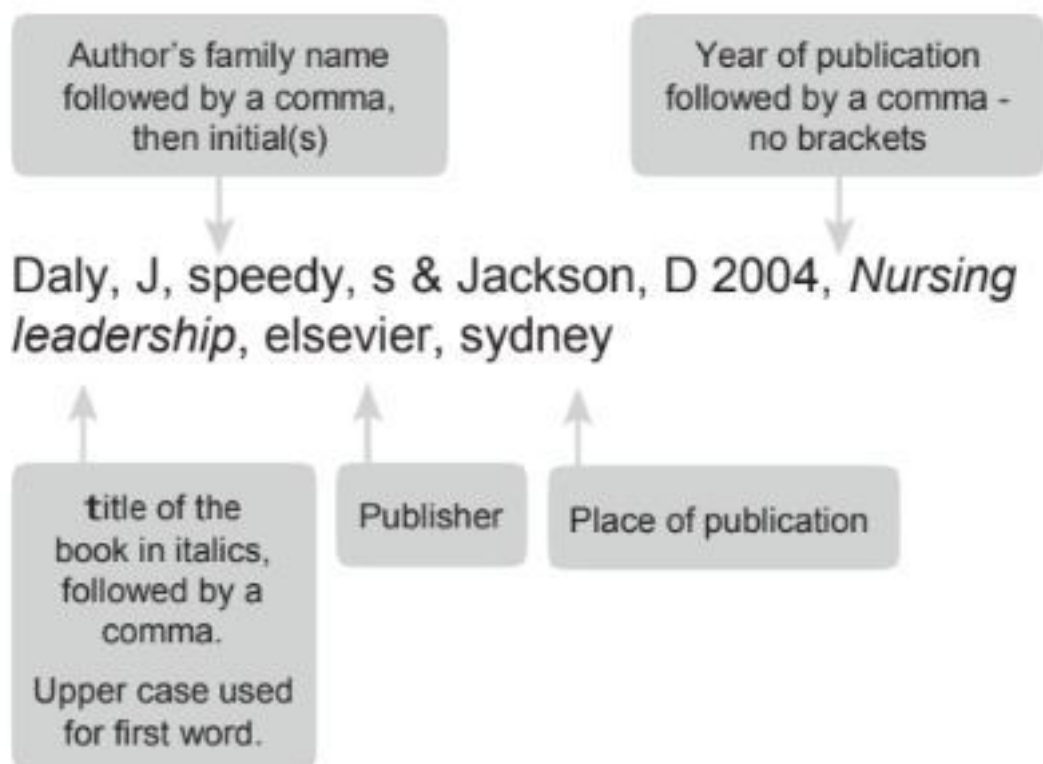 Author's family name
followed by a comma,
then initial(s)
Year of publication
followed by a comma -
no brackets
Daly, J, speedy, s & Jackson, D 2004, Nursing
leadership, elsevier, sydney
title of the
book in italics,
followed by a
comma.
Upper case used
for first word.
Publisher
Place of publication